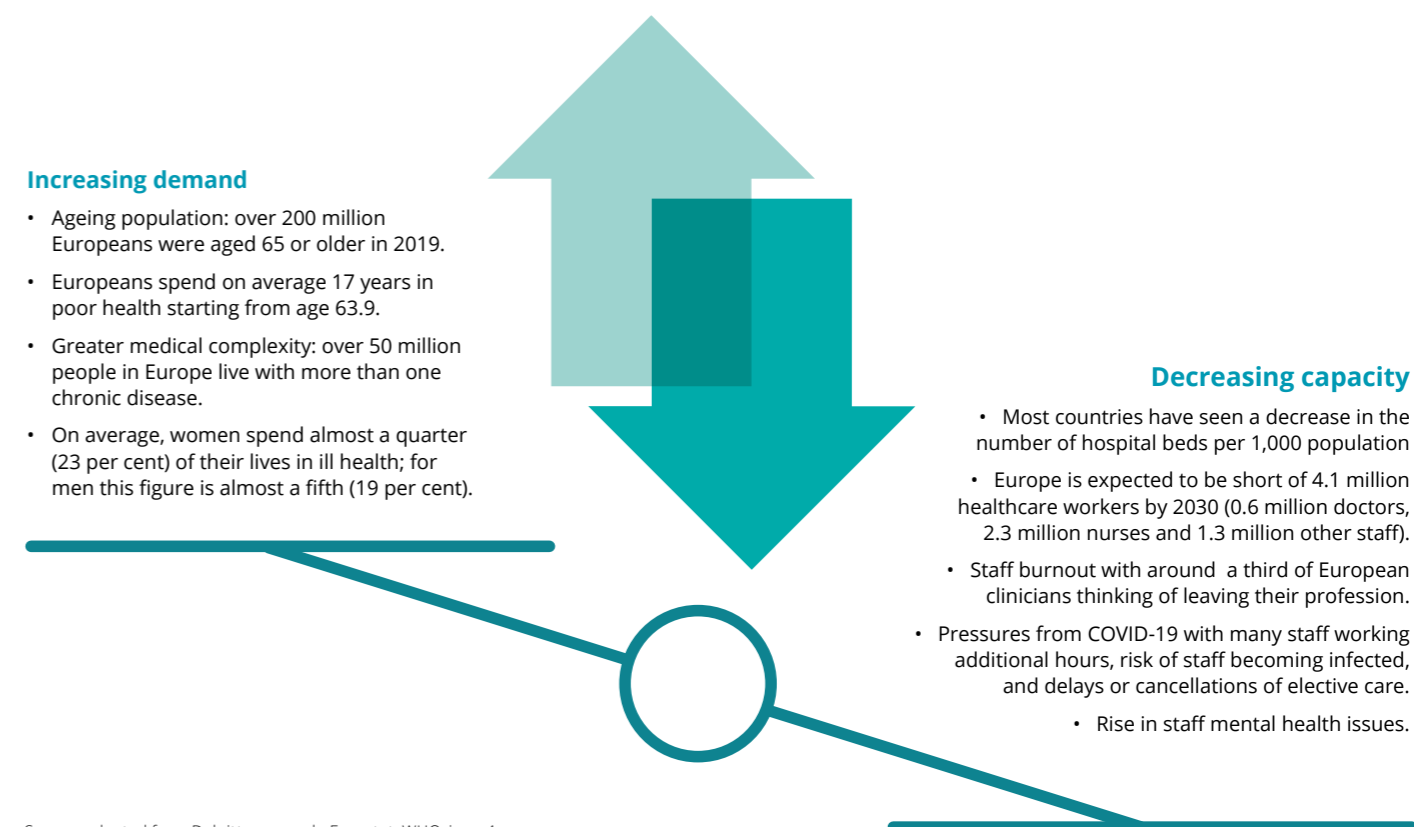 Increasing demand
• Ageing population: over 200 million
Europeans were aged 65 or older in 2019.
• Europeans spend on average 17 years in
poor health starting from age 63.9.
• Greater medical complexity: over 50 million
people in Europe live with more than one
chronic disease.
• On average, women spend almost a quarter
(23 per cent) of their lives in ill health; for
men this figure is almost a fifth (19 per cent).
Decreasing capacity
• Most countries have seen a decrease in the
number of hospital beds per 1,000 population
• Europe is expected to be short of 4.1 million
healthcare workers by 2030 (0.6 million doctors,
2.3 million nurses and 1.3 million other staff).
• Staff burnout with around a third of European
clinicians thinking of leaving their profession.
• Pressures from COVID-19 with many staff working
additional hours, risk of staff becoming infected,
and delays or cancellations of elective care.
• Rise in staff mental health issues.